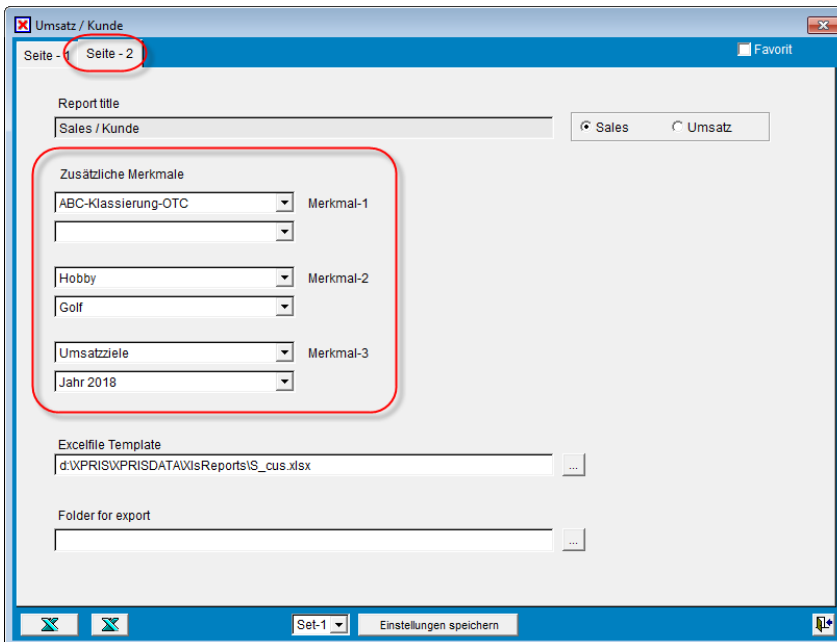 Umsatz / Kunde
Seite - 1 Seite - 2 Favorit
Report title
Sales / Kunde Sales Umsatz
Zusätzliche Merkmale
ABC-Klassierung-OTC Merkmal-1
Hobby Merkmal-2
Golf
Umsatzziele Merkmal-3
Jahr 2018
Excelfile Template
d:\XPRIS\XPRISDATA\XlsReports\S_cus.xlsx ...
Folder for export
...
Set-1 Einstellungen speichern